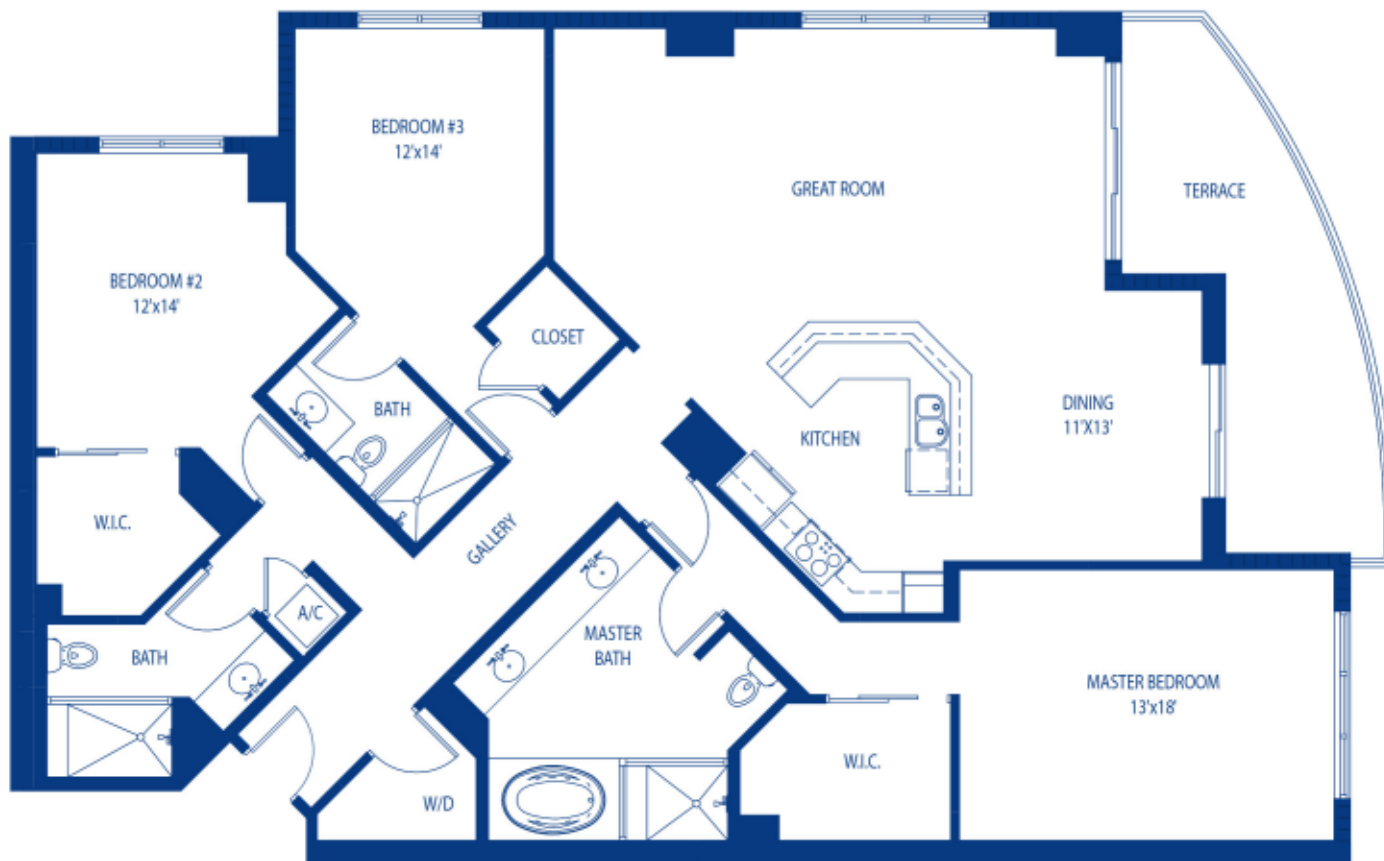 BEDROOM #3
12'x14'
GREAT ROOM
TERRACE
BEDROOM #2
12'x14'
CLOSET
BATH
DINING
11'X13'
KITCHEN
W.I.C.
GALLERY
A/C
MASTER
BATH
BATH
MASTER BEDROOM
13'x18'
W.I.C.
W/D